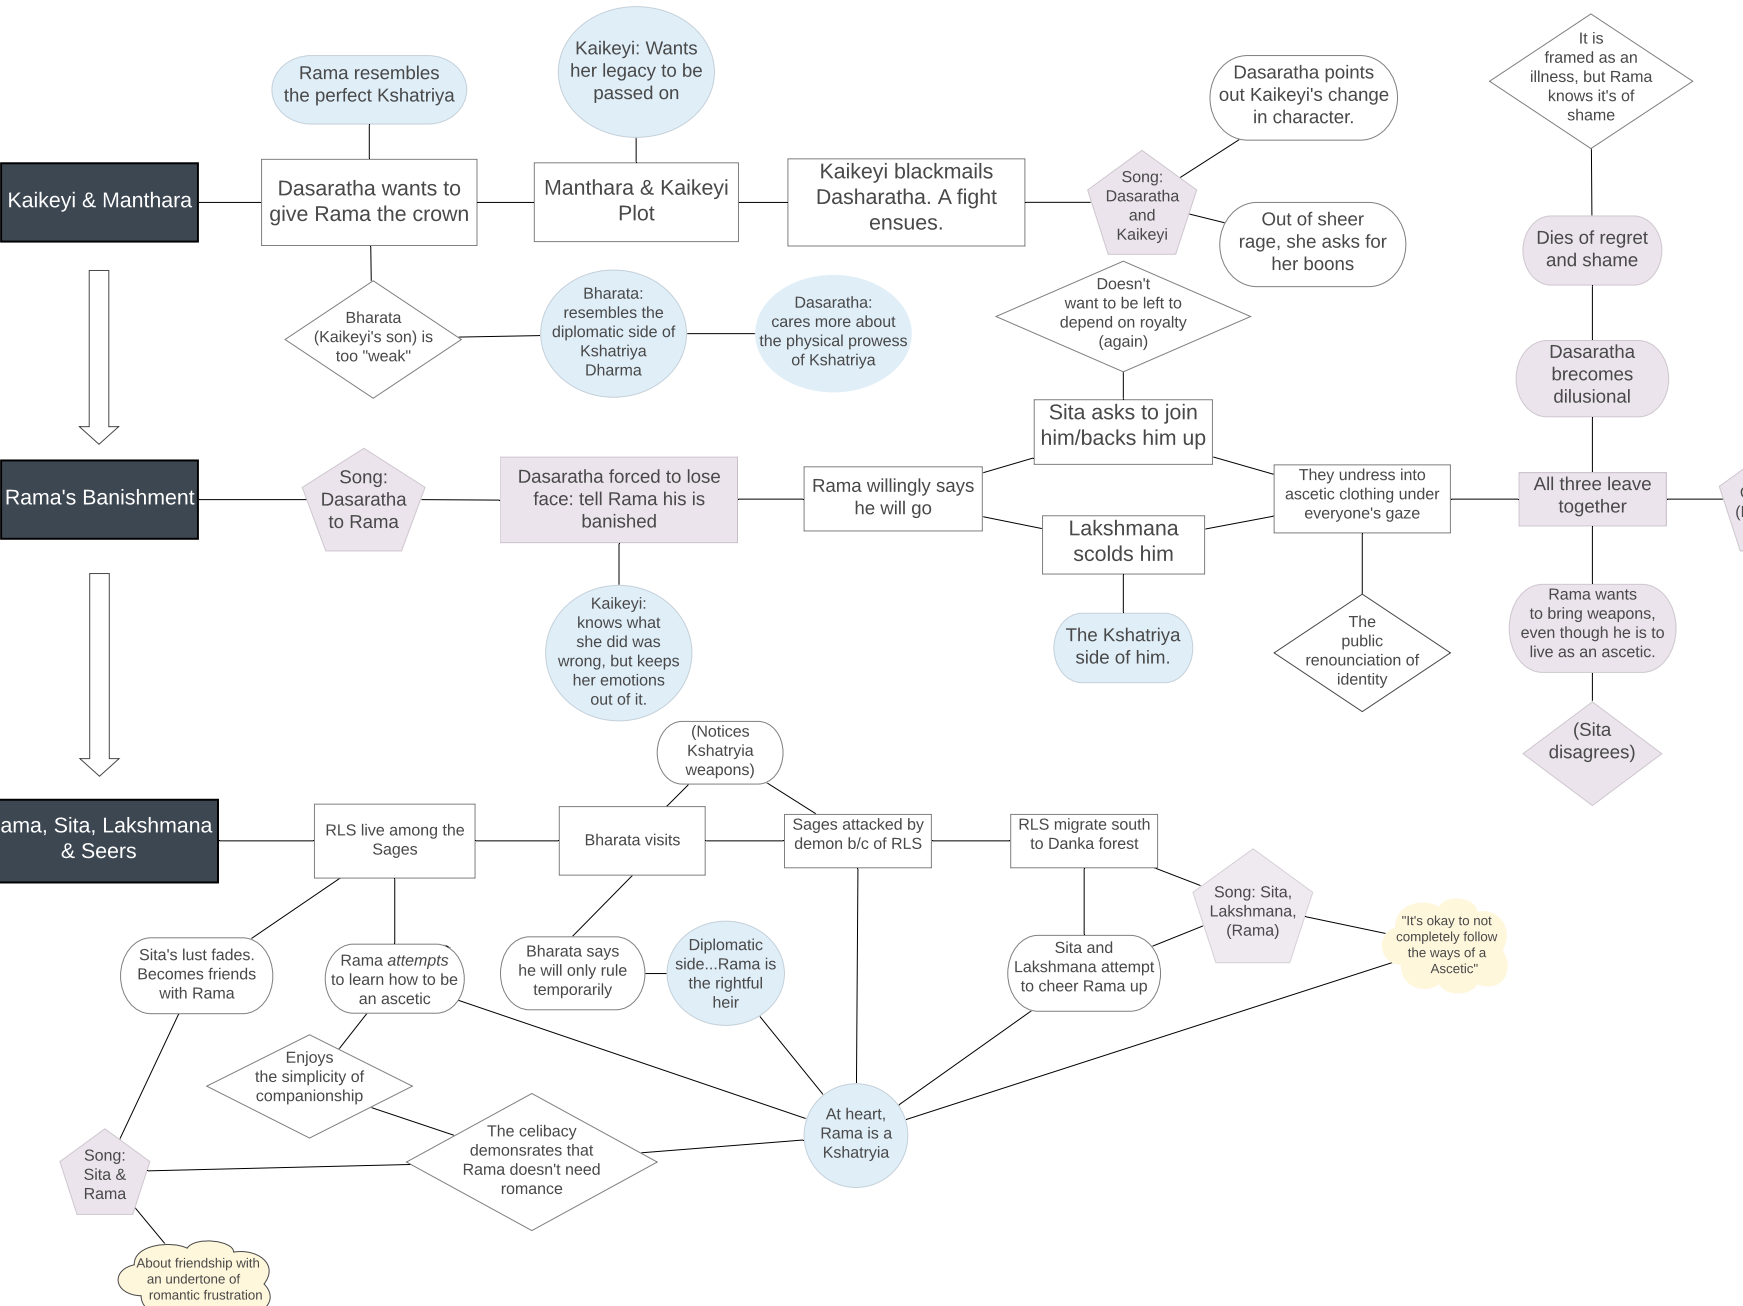 Rama resembles
the perfect Kshatriya
Kaikeyi: Wants
her legacy to be
passed on
Dasaratha points
out Kaikeyi's change
in character.
It is
framed as an
illness, but Rama
knows it's of
shame
Kaikeyi & Manthara
Dasaratha wants to
give Rama the crown
Manthara & Kaikeyi
Plot
Kaikeyi blackmails
Dasharatha. A fight
ensues.
Song:
Dasaratha
and
Kaikeyi
Out of sheer
rage, she asks for
her boons
Dies of regret
and shame
Bharata
(Kaikeyi's son) is
too "weak"
Bharata:
resembles the
diplomatic side of
Kshatriya
Dharma
Dasaratha:
cares more about
the physical prowess
of Kshatriya
Doesn't
want to be left to
depend on royalty
(again)
Dasaratha
brecomes
dilusional
Rama's Banishment
Song:
Dasaratha
to Rama
Dasaratha forced to lose
face: tell Rama his is
banished
Rama willingly says
he will go
Sita asks to join
him/backs him up
Lakshmana
scolds him
They undress into
ascetic clothing under
everyone's gaze
All three leave
together
Kaikeyi:
knows what
she did was
wrong, but keeps
her emotions
out of it.
The Kshatriya
side of him.
The
public
renounciation of
identity
Rama wants
to bring weapons,
even though he is to
live as an ascetic.
(Sita
disagrees)
(Notices
Kshatryia
weapons)
ama, Sita, Lakshmana
& Seers
RLS live among the
Sages
Bharata visits
Sages attacked by
demon b/c of RLS
RLS migrate south
to Danka forest
Song: Sita,
Lakshmana,
(Rama)
"It's okay to not
completely follow
the ways of a
Ascetic"
Sita's lust fades.
Becomes friends
with Rama
Rama attempts
to learn how to be
an ascetic
Bharata says
he will only rule
temporarily
Diplomatic
side...Rama is
the rightful
heir
Sita and
Lakshmana attempt
to cheer Rama up
Enjoys
the simplicity of
companionship
The celibacy
demonsrates that
Rama doesn't need
romance
At heart,
Rama is a
Kshatryia
Song:
Sita &
Rama
About friendship with
an undertone of
romantic frustration